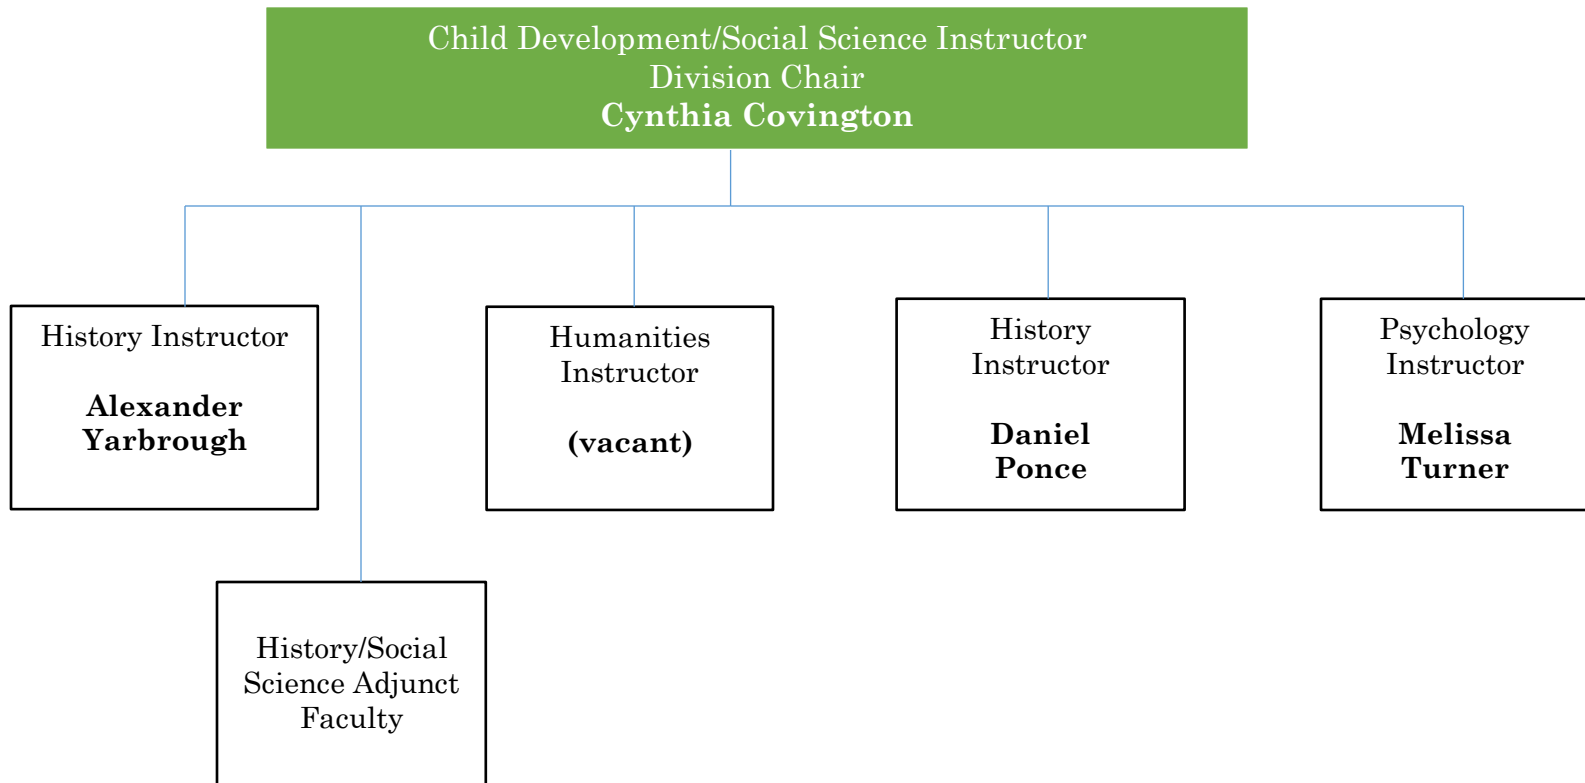 Child Development/Social Science Instructor
Division Chair
Cynthia Covington
History Instructor
Alexander
Yarbrough
Humanities
Instructor
(vacant)
History
Instructor
Daniel
Ponce
Psychology
Instructor
Melissa
Turner
History/Social
Science Adjunct
Faculty